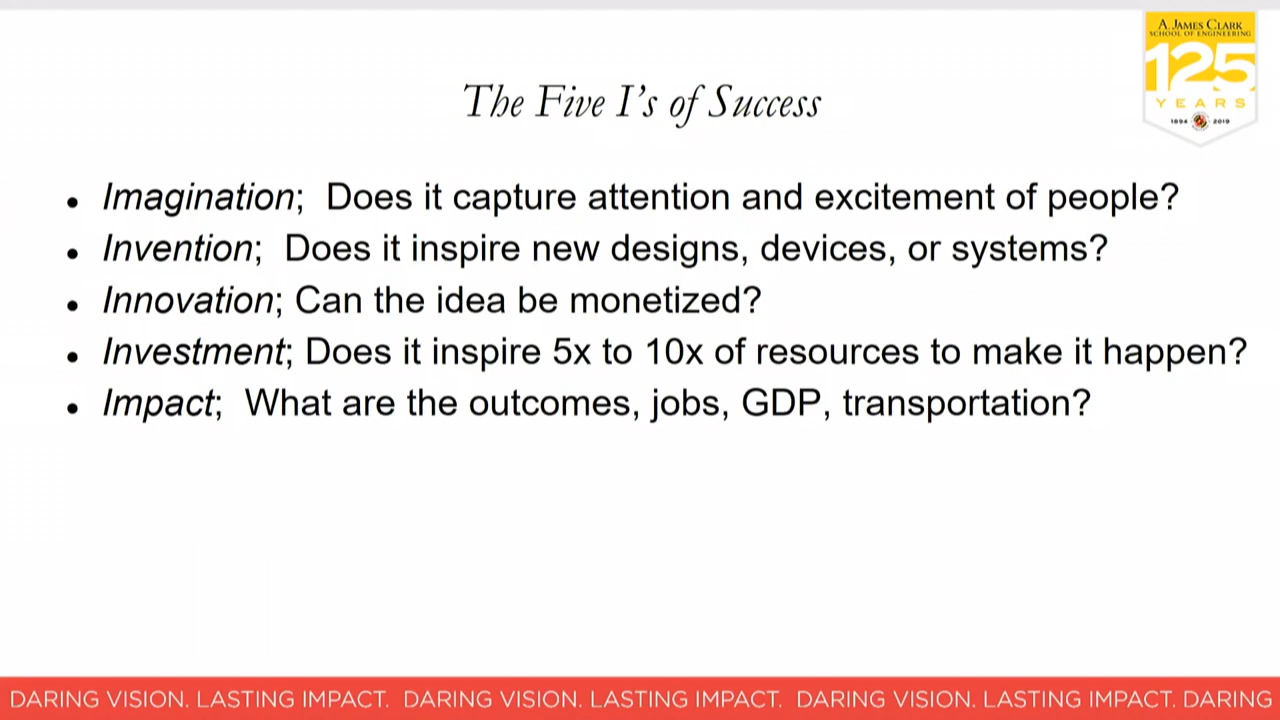 A. JAMES CLARK
SCHOOL OF ENGINEERING
125
YEARS
1894 2019
The Five I's of Success
• Imagination;  Does it capture attention and excitement of people?
• Invention;  Does it inspire new designs, devices, or systems?
• Innovation; Can the idea be monetized?
• Investment; Does it inspire 5x to 10x of resources to make it happen?
• Impact;  What are the outcomes, jobs, GDP, transportation?
DARING VISION. LASTING IMPACT.  DARING VISION. LASTING IMPACT.  DARING VISION. LASTING IMPACT. DARING